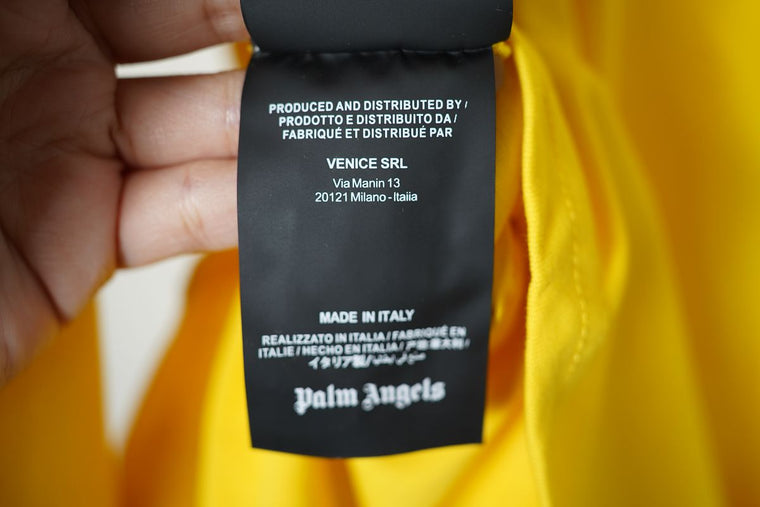 PRODUCED AND DISTRIBUTED BY /
PRODOTTO E DISTRIBUITO DA /
FABRIQUÉ ET DISTRIBUÉ PAR
VENICE SRL
Via Manin 13
20121 Milano - Itaiia
MADE IN ITALY
REALIZZATO IN ITALIA / FABRIQUÉ EN
ITALIE / HECHO EN ITALIA /
イタリア製 /
Palm Angels